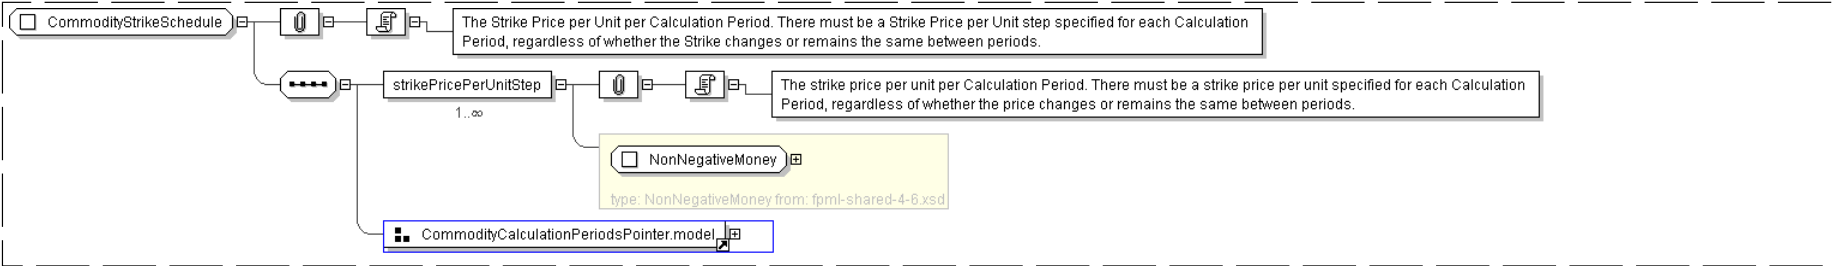 CommodityStrikeSchedule
The Strike Price per Unit per Calculation Period. There must be a Strike Price per Unit step specified for each Calculation
Period, regardless of whether the Strike changes or remains the same between periods.
strikePricePerUnitStep
1..∞
The strike price per unit per Calculation Period. There must be a strike price per unit specified for each Calculation
Period, regardless of whether the price changes or remains the same between periods.
NonNegativeMoney
type: NonNegativeMoney from: fpml-shared-4-6.xsd
CommodityCalculationPeriodsPointer.model